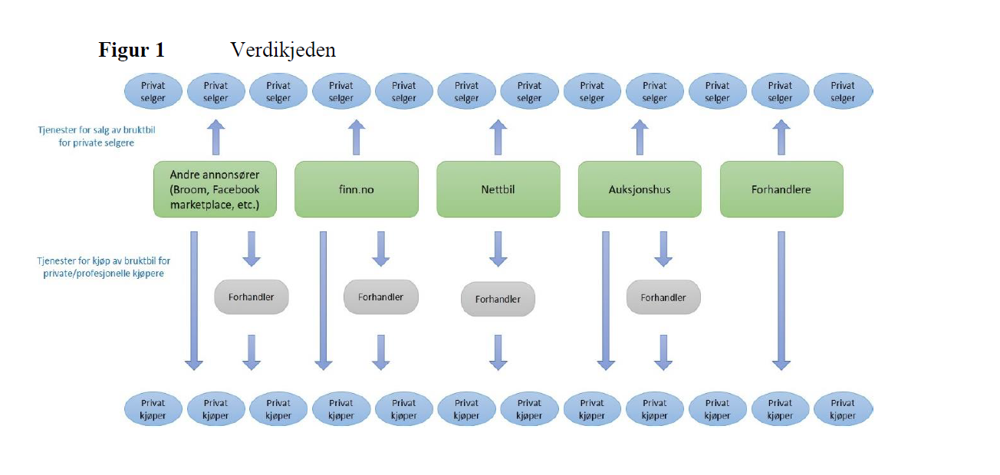 Figur 1 Verdikjeden
Privat selger
Privat selger
Privat selger
Privat selger
Privat selger
Privat selger
Privat selger
Privat selger
Privat selger
Privat selger
Privat selger
Privat selger
Tjenester for salg av bruktbil
for private selgere
Andre annonsører
(Broom, Facebook
marketplace, etc.)
finn.no
Nettbil
Auksjonshus
Forhandlere
Tjenester for kjøp av bruktbil for
private/profesjonelle kjøpere
Forhandler
Forhandler
Forhandler
Forhandler
Privat kjøper
Privat kjøper
Privat kjøper
Privat kjøper
Privat kjøper
Privat kjøper
Privat kjøper
Privat kjøper
Privat kjøper
Privat kjøper
Privat kjøper
Privat kjøper